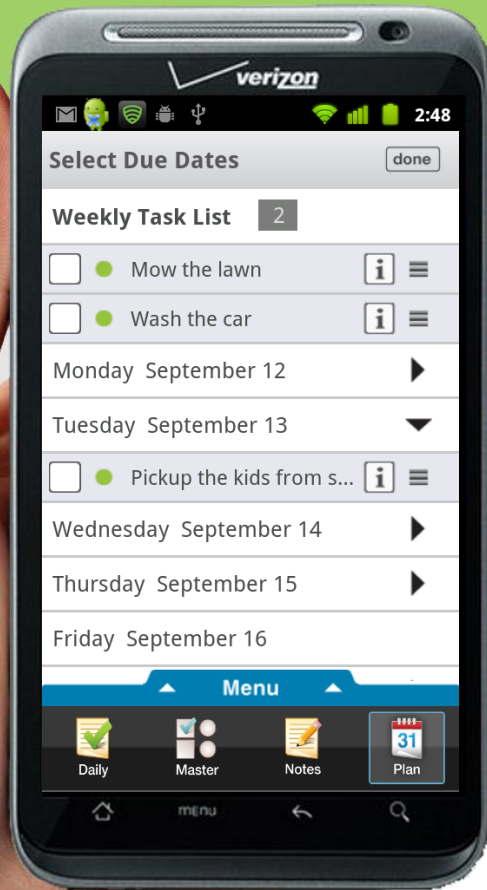 verizon
2:48
Select Due Dates
done
Weekly Task List 2
Mow the lawn
i
Wash the car
i
Monday September 12
Tuesday September 13
Pickup the kids from s... i
Wednesday September 14
Thursday September 15
Friday September 16
Menu
31
Daily Master Notes Plan
menu